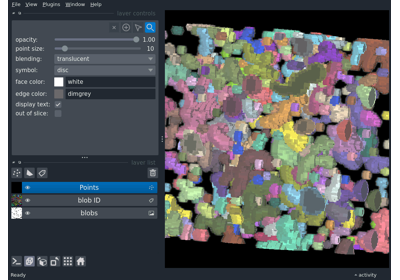 File View Plugins Window Help
layer controls
opacity: 1.00
point size: 10
blending: translucent
symbol: disc
face color: white
edge color: dimgrey
display text:
out of slice:
layer list
Points
blob ID
blobs
Ready
activity